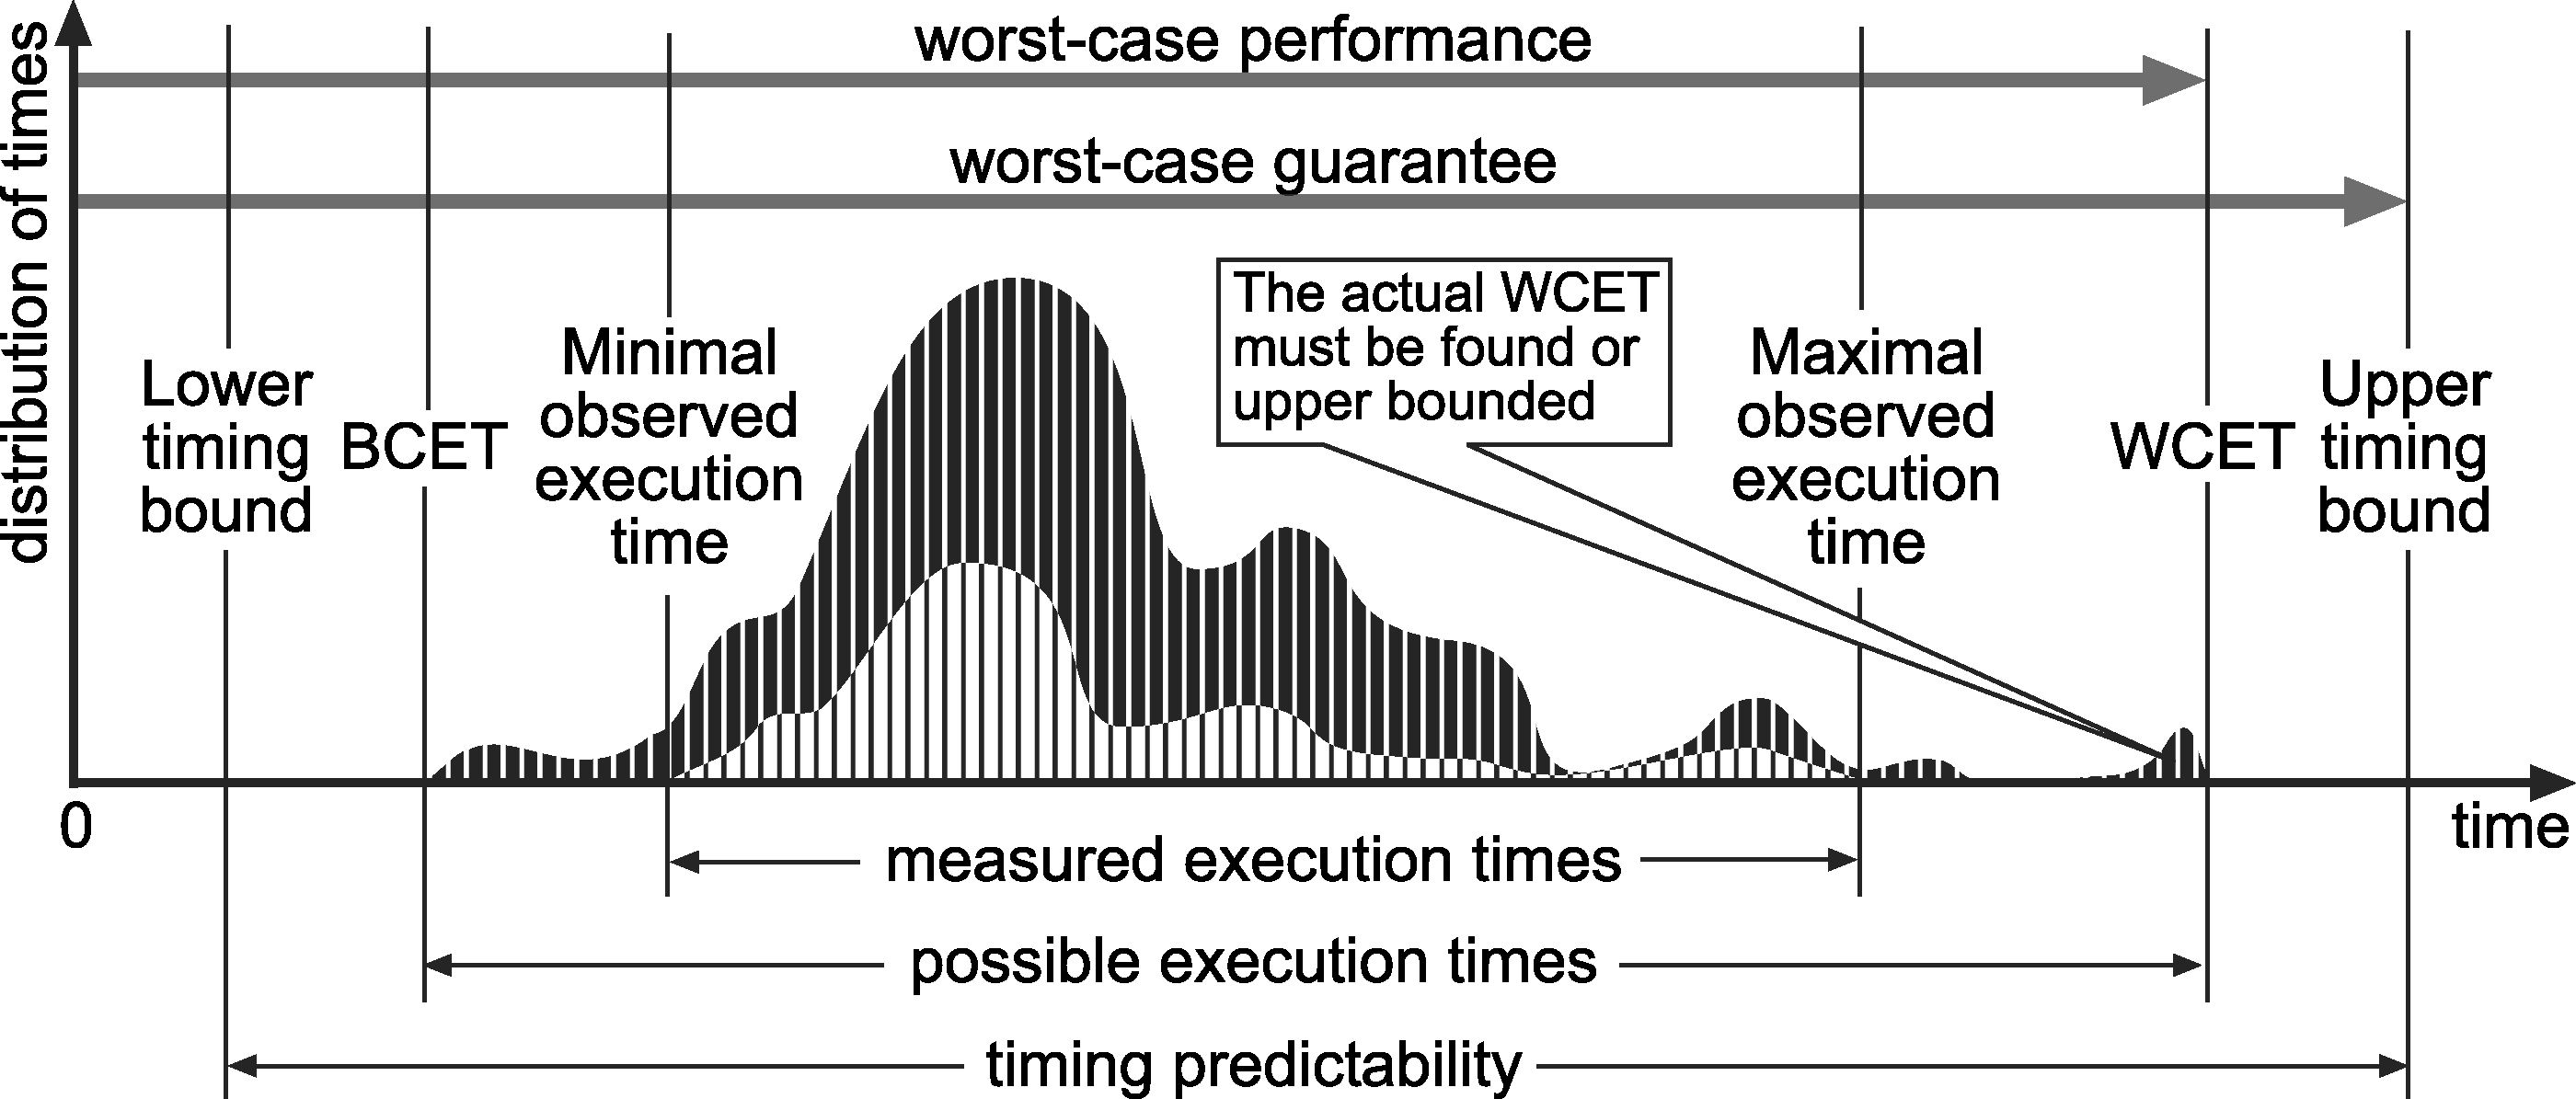 distribution of times
worst-case performance
worst-case guarantee
Lower
timing
bound
BCET
Minimal
observed
execution
time
The actual WCET
must be found or
upper bounded
Maximal
observed
execution
time
WCET
Upper
timing
bound
0
time
measured execution times
possible execution times
timing predictability